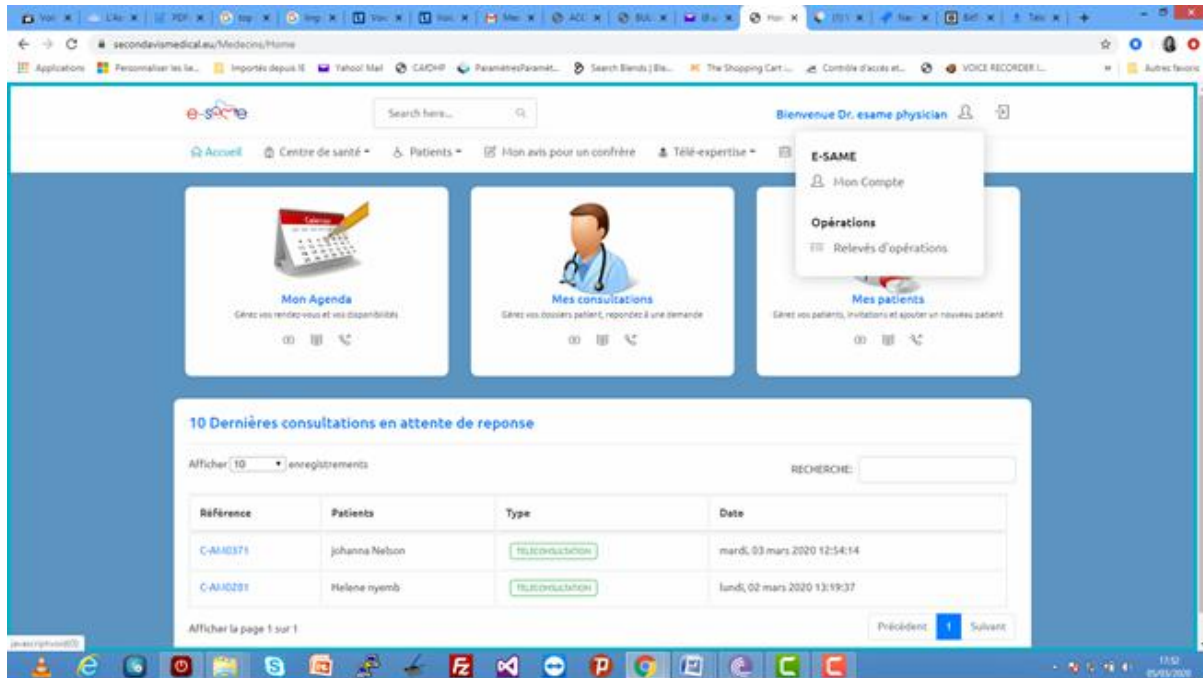 secondavismedical.eu/Medecins/Home
Applications Personnaliser les lie... Importés depuis IE Yahoo! Mail ParamètresParamèt... Search Blends | Ble... The Shopping Cart Contrôle d'accès et... VOICE RECORDER Autres favoris
e-same Search here... Bienvenue Dr. esame physician
Accueil Centre de santé Patients Mon avis pour un confrère Télé-expertise
E-SAME
Mon Compte
Opérations
Relevés d'opérations
Mon Agenda Mes consultations Mes patients
Gérez vos rendez-vous et vos disponibilités Gérez vos dossiers patient, repondez à une demande Gérez vos patients, invitations et ajouter un nouveau patient
10 Dernières consultations en attente de reponse
Afficher 10 enregistrements RECHERCHE:
Référence Patients Type Date
C-AM0371 johanna Nelson TELECONSULTATION mardi, 03 mars 2020 12:54:14
C-AM0281 Helene nyemb TELECONSULTATION lundi, 02 mars 2020 13:19:37
Afficher la page 1 sur 1 Précédent 1 Suivant
javascript:void(0)
17:52
05/03/2020